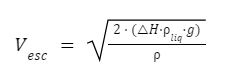 V_esc = √(2 · (△H·ρ_liq·g) / ρ)